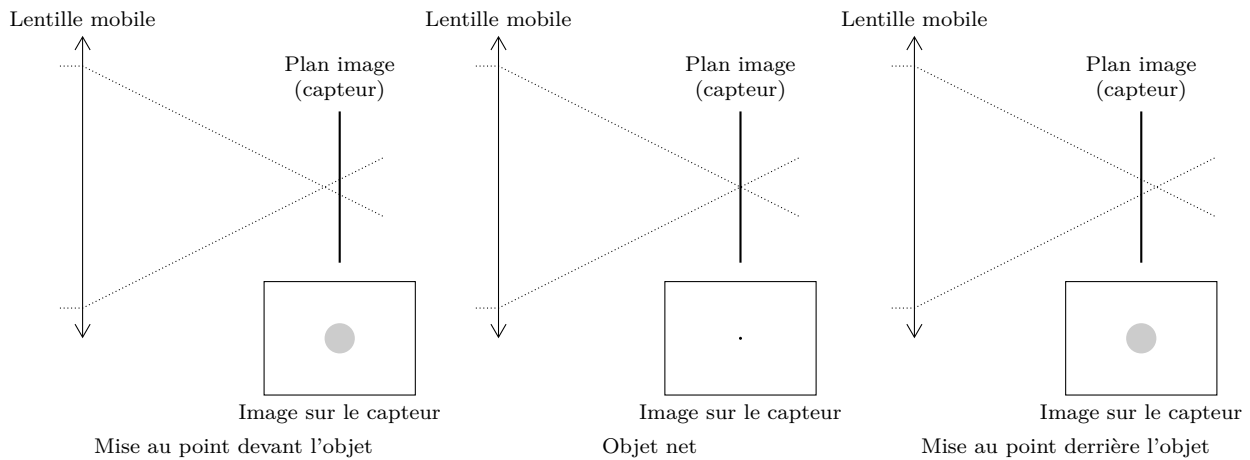 Lentille mobile
Plan image
(capteur)
Image sur le capteur
Mise au point devant l'objet
Lentille mobile
Plan image
(capteur)
Image sur le capteur
Objet net
Lentille mobile
Plan image
(capteur)
Image sur le capteur
Mise au point derrière l'objet